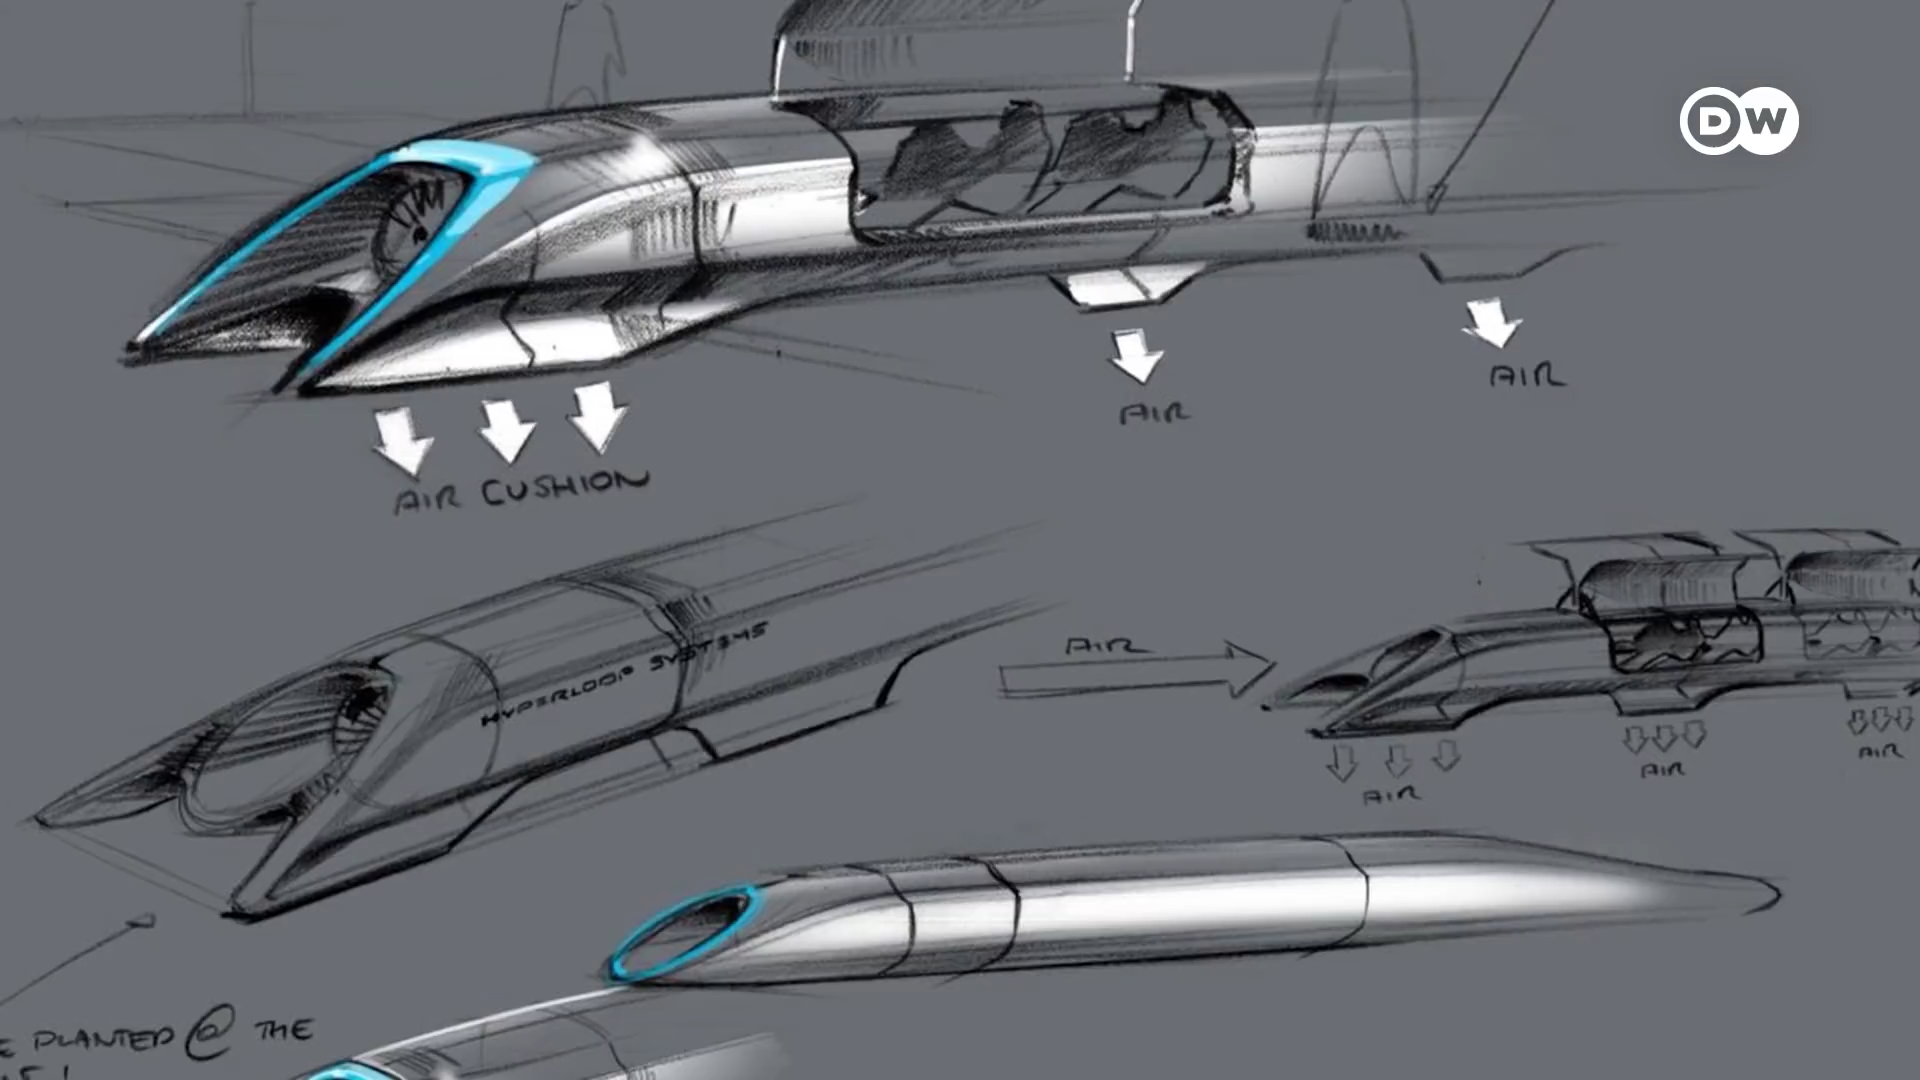 DW
AIR
AIR
AIR CUSHION
HYPERLOOP SYSTEMS
AIR
AIR
AIR
AIR
PLANTED @ THE